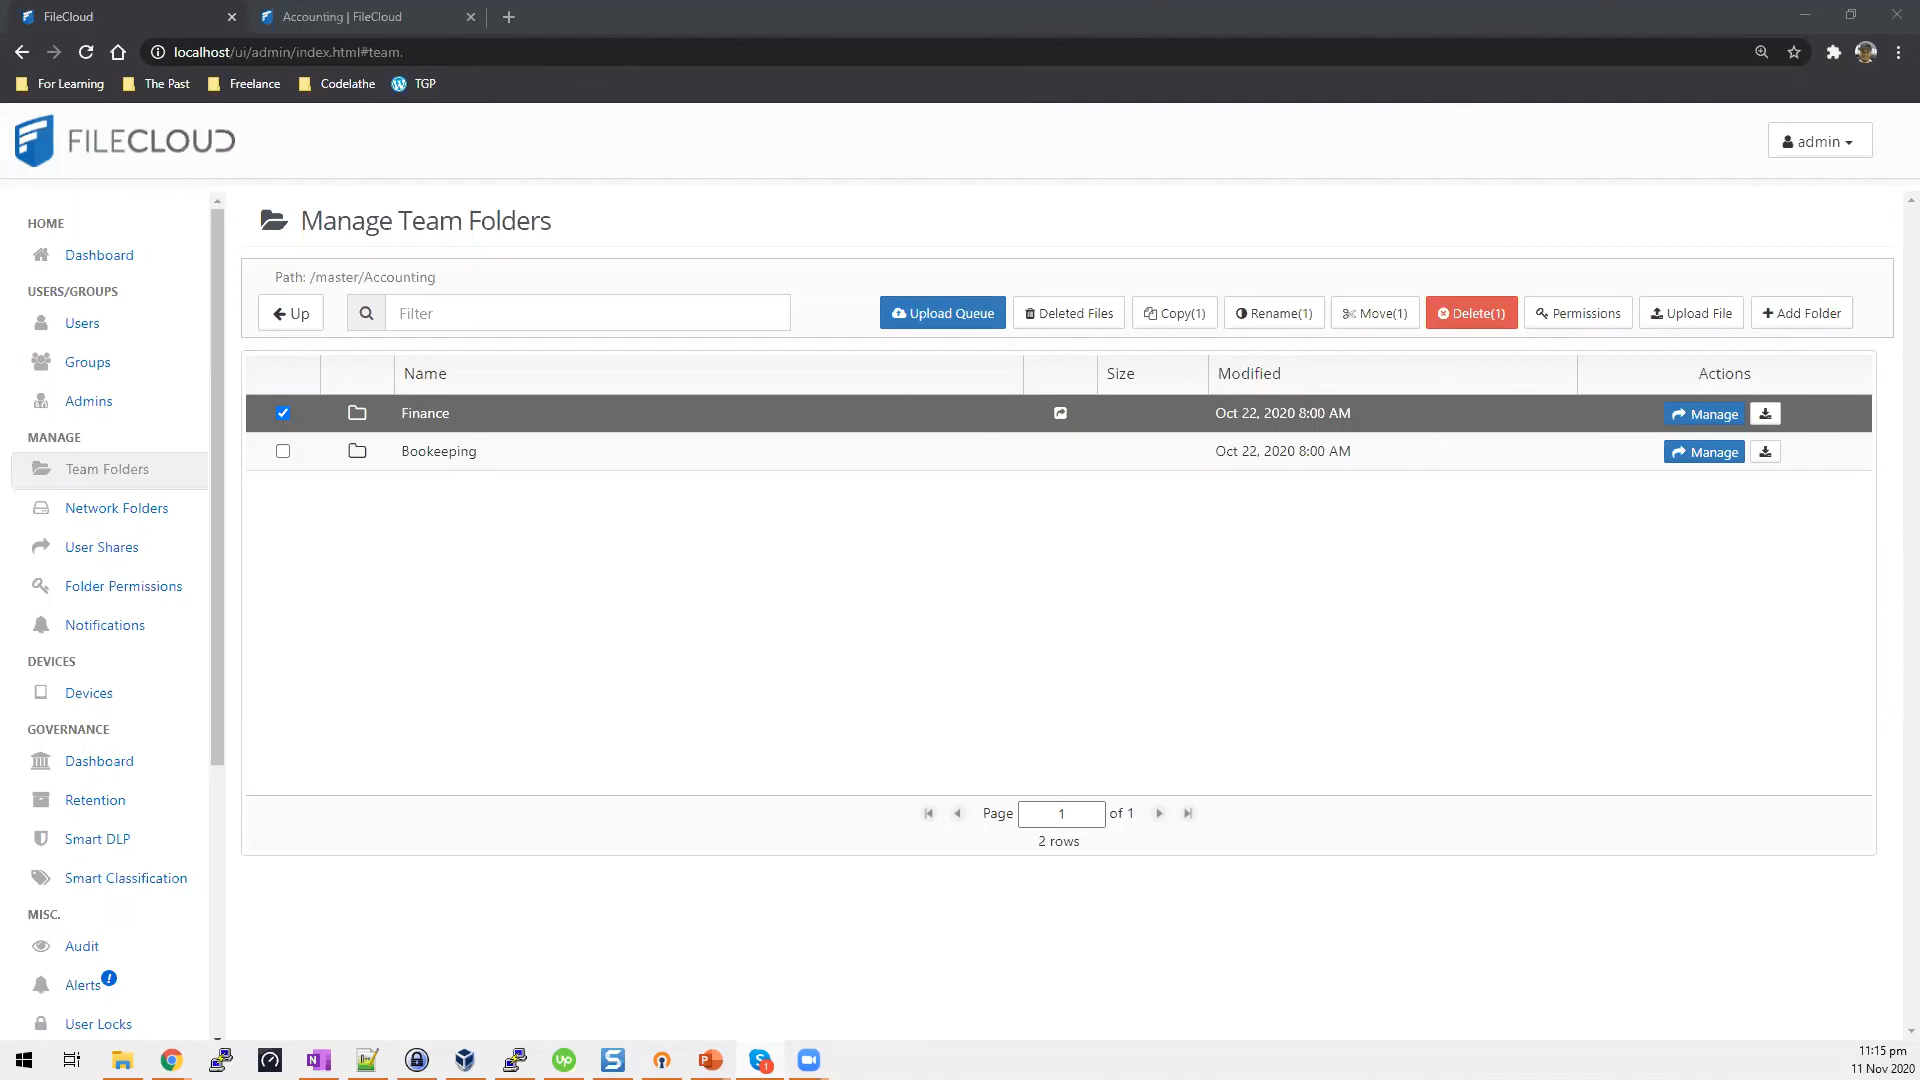 FileCloud
Accounting | FileCloud
localhost/ui/admin/index.html#team.
For Learning
The Past
Freelance
Codelathe
TGP
FILECLOUD
admin
HOME
Dashboard
USERS/GROUPS
Users
Groups
Admins
MANAGE
Team Folders
Network Folders
User Shares
Folder Permissions
Notifications
DEVICES
Devices
GOVERNANCE
Dashboard
Retention
Smart DLP
Smart Classification
MISC.
Audit
Alerts !
User Locks
Manage Team Folders
Path: /master/Accounting
Up
Filter
Upload Queue
Deleted Files
Copy(1)
Rename(1)
Move(1)
Delete(1)
Permissions
Upload File
Add Folder
Name Size Modified Actions
Finance Oct 22, 2020 8:00 AM Manage
Bookeeping Oct 22, 2020 8:00 AM Manage
Page 1 of 1
2 rows
N
up
S
P
S 1
11:15 pm
11 Nov 2020